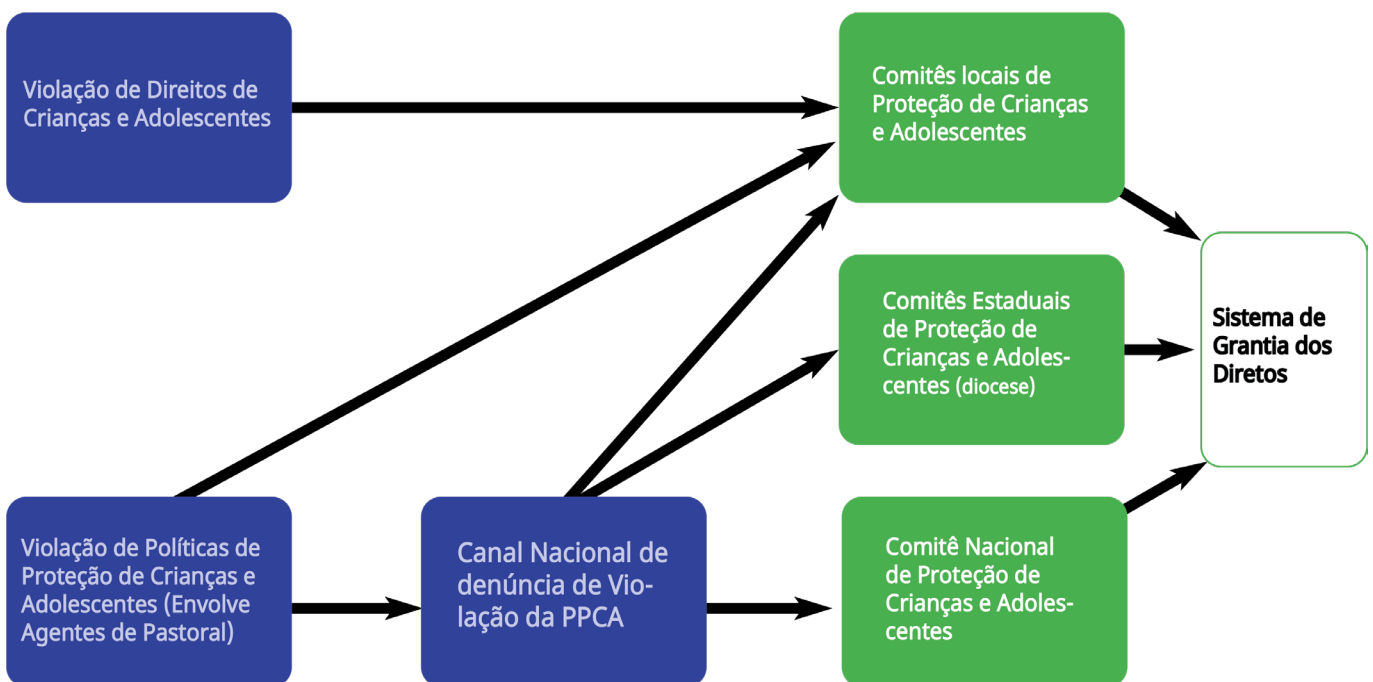 Violação de Direitos de
Crianças e Adolescentes
Comitês locais de
Proteção de Crianças
e Adolescentes
Comitês Estaduais
de Proteção de
Crianças e Adoles-
centes (diocese)
Sistema de
Grantia dos
Diretos
Violação de Políticas de
Proteção de Crianças e
Adolescentes (Envolve
Agentes de Pastoral)
Canal Nacional de
denúncia de Vio-
lação da PPCA
Comitê Nacional
de Proteção de
Crianças e Adoles-
centes